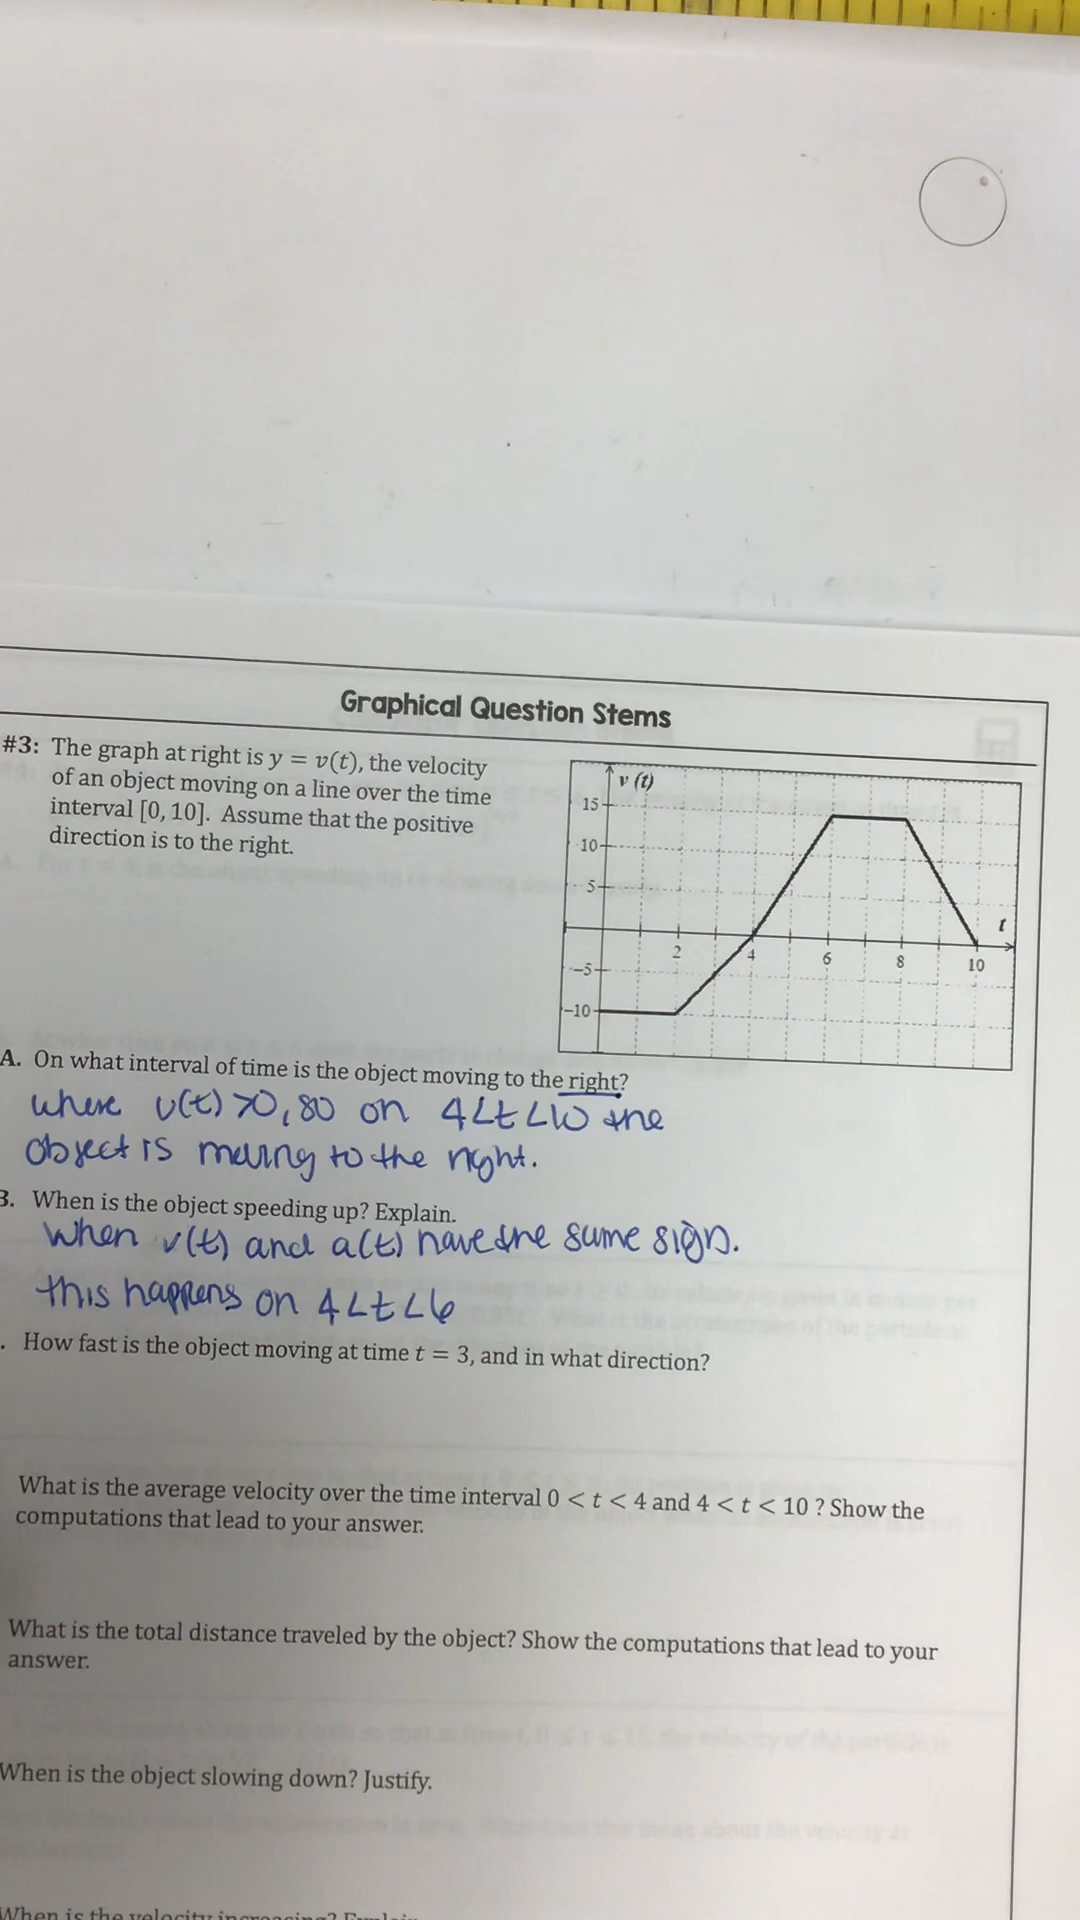 Graphical Question Stems
#3: The graph at right is y = v(t), the velocity
of an object moving on a line over the time
interval [0, 10]. Assume that the positive
direction is to the right.
v (t)
15
10
5
t
2
4
6
8
10
-5
-10
A. On what interval of time is the object moving to the right?
where v(t) >0, so on 4<t<10 the
object is moving to the right.
B. When is the object speeding up? Explain.
when v(t) and a(t) have the same sign.
this happens on 4<t<6
. How fast is the object moving at time t = 3, and in what direction?
What is the average velocity over the time interval 0 < t < 4 and 4 < t < 10 ? Show the
computations that lead to your answer.
What is the total distance traveled by the object? Show the computations that lead to your
answer.
When is the object slowing down? Justify.
When is the velocity increasing? Explain